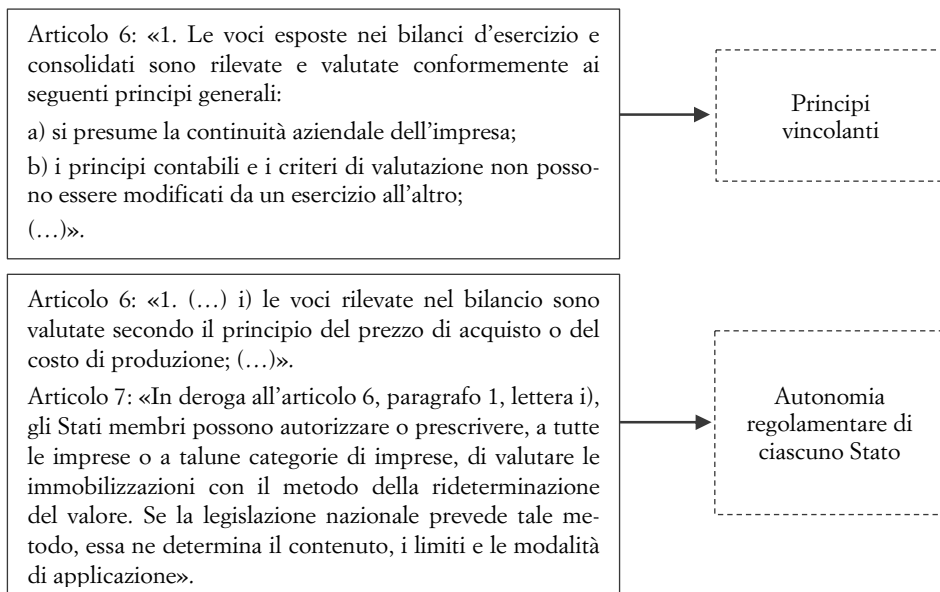 Articolo 6: «1. Le voci esposte nei bilanci d'esercizio e
consolidati sono rilevate e valutate conformemente ai
seguenti principi generali:
a) si presume la continuità aziendale dell'impresa;
b) i principi contabili e i criteri di valutazione non posso-
no essere modificati da un esercizio all'altro;
(…)».
Principi
vincolanti
Articolo 6: «1. (…) i) le voci rilevate nel bilancio sono
valutate secondo il principio del prezzo di acquisto o del
costo di produzione; (…)».
Articolo 7: «In deroga all'articolo 6, paragrafo 1, lettera i),
gli Stati membri possono autorizzare o prescrivere, a tutte
le imprese o a talune categorie di imprese, di valutare le
immobilizzazioni con il metodo della rideterminazione
del valore. Se la legislazione nazionale prevede tale me-
todo, essa ne determina il contenuto, i limiti e le modalità
di applicazione».
Autonomia
regolamentare di
ciascuno Stato